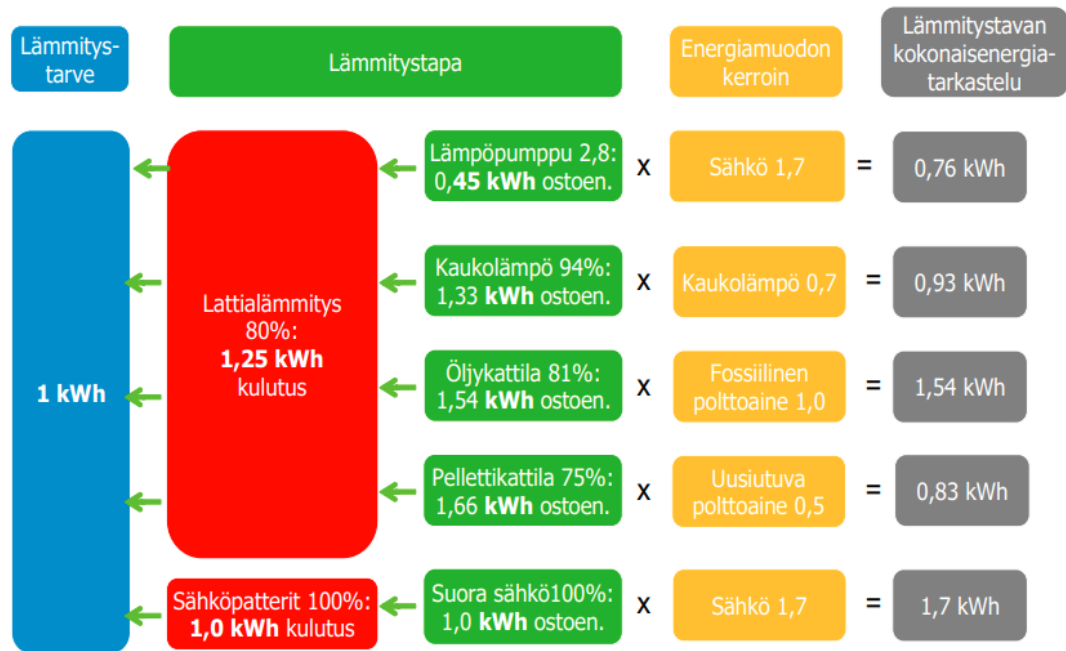 Lämmitys-
tarve
Lämmitystapa
Energiamuodon
kerroin
Lämmitystavan
kokonaisenergia-
tarkastelu
1 kWh
Lattialämmitys
80%:
1,25 kWh
kulutus
Lämpöpumppu 2,8:
0,45 kWh ostoen.
x
Sähkö 1,7
=
0,76 kWh
Kaukolämpö 94%:
1,33 kWh ostoen.
x
Kaukolämpö 0,7
=
0,93 kWh
Öljykattila 81%:
1,54 kWh ostoen.
x
Fossiilinen
polttoaine 1,0
=
1,54 kWh
Pellettikattila 75%:
1,66 kWh ostoen.
x
Uusiutuva
polttoaine 0,5
=
0,83 kWh
Sähköpatterit 100%:
1,0 kWh kulutus
Suora sähkö100%:
1,0 kWh ostoen.
x
Sähkö 1,7
=
1,7 kWh